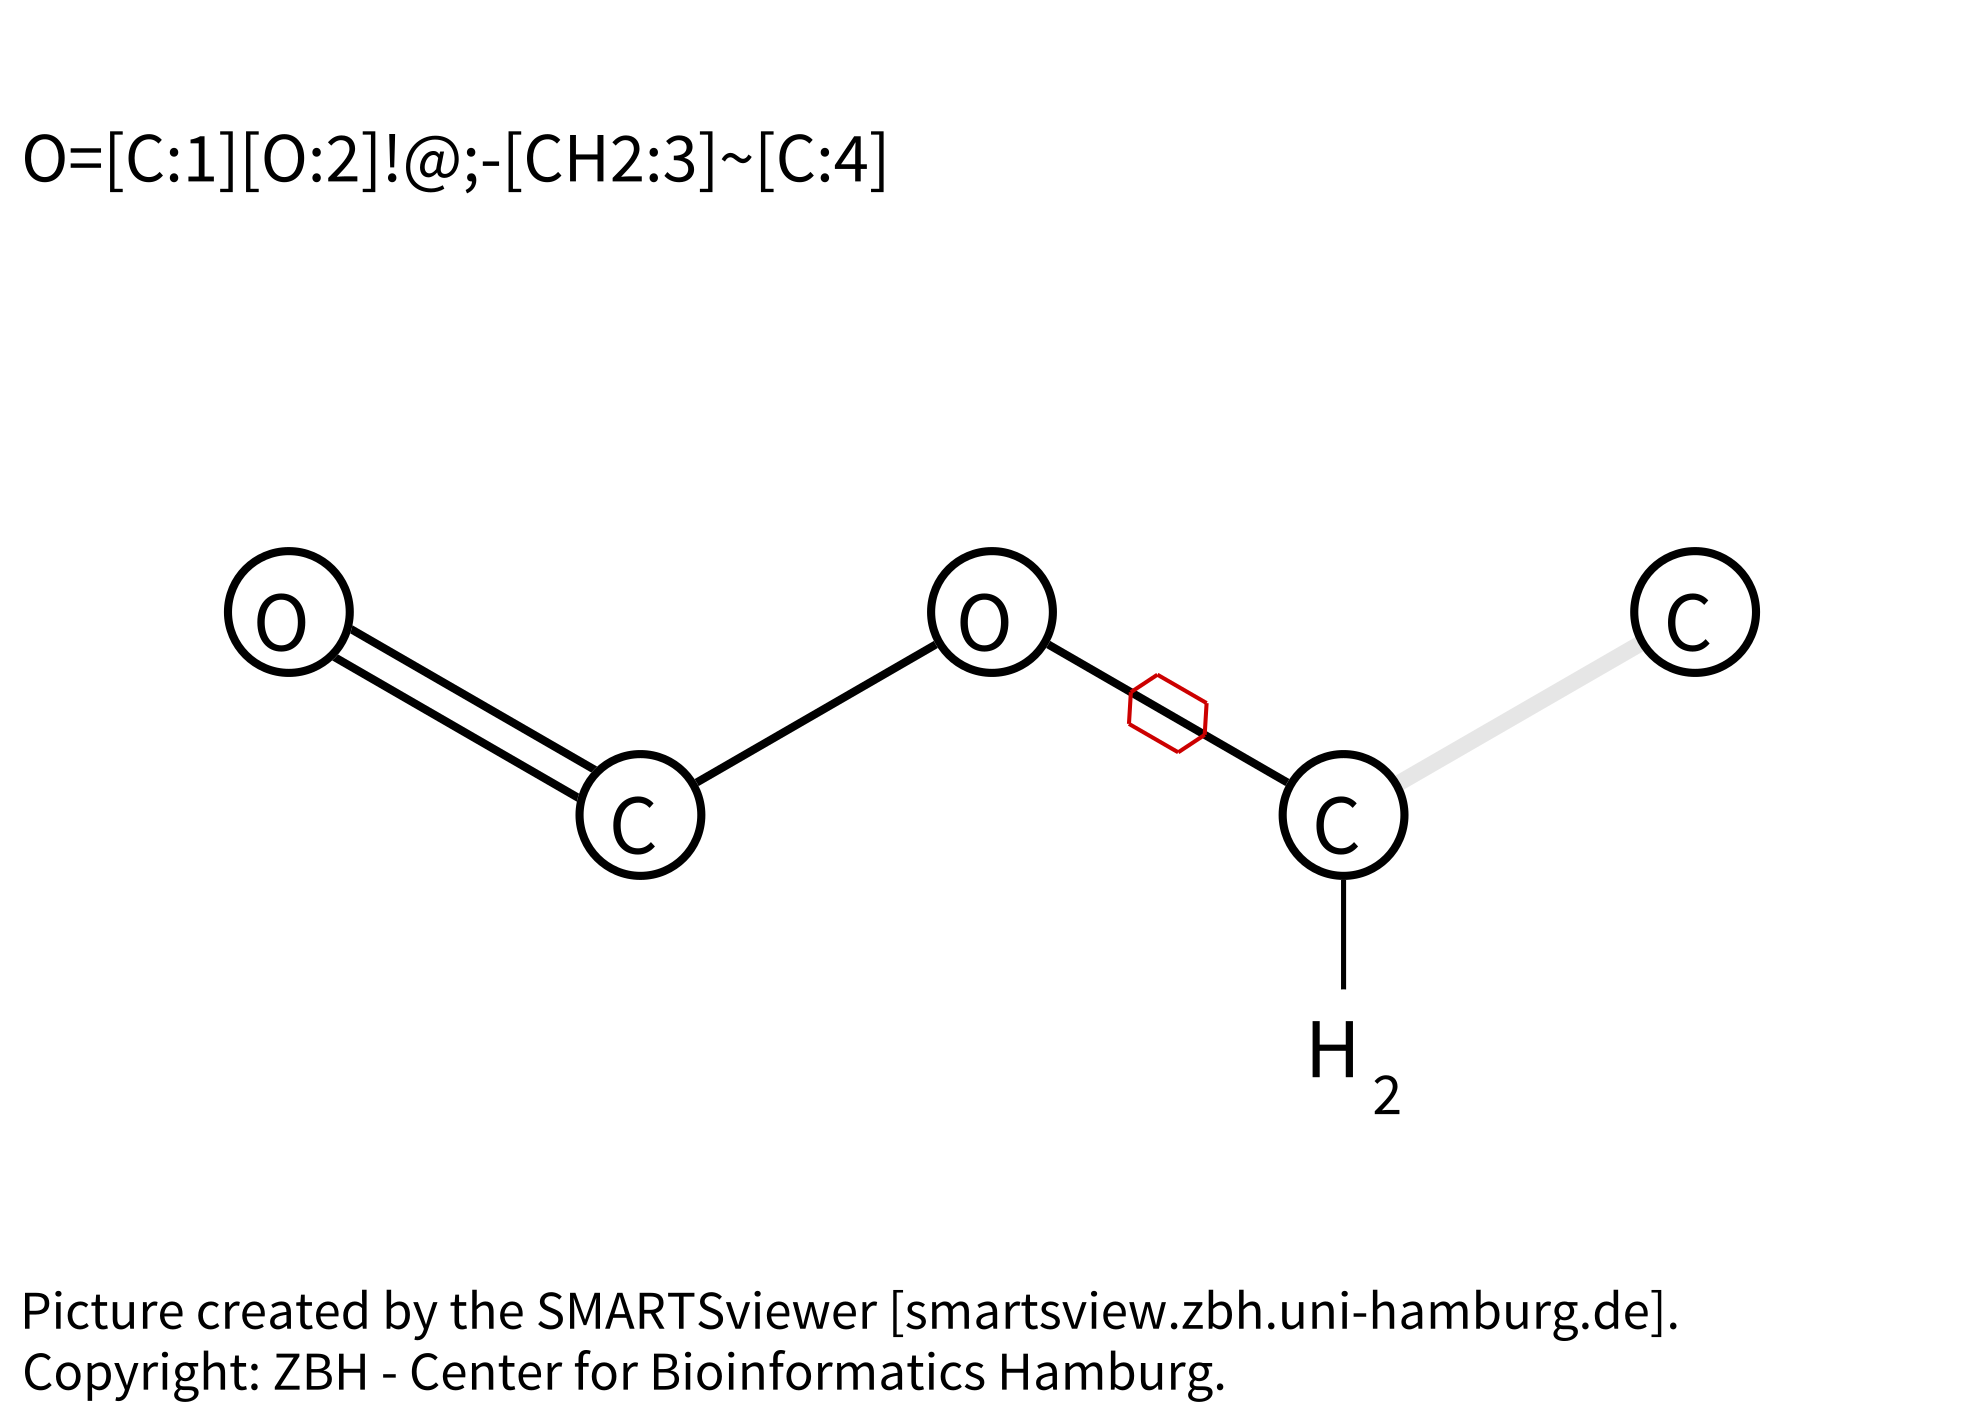 O=[C:1][O:2]!@;-[CH2:3]~[C:4]
O O C
C C
H2
Picture created by the SMARTSviewer [smartsview.zbh.uni-hamburg.de].
Copyright: ZBH - Center for Bioinformatics Hamburg.